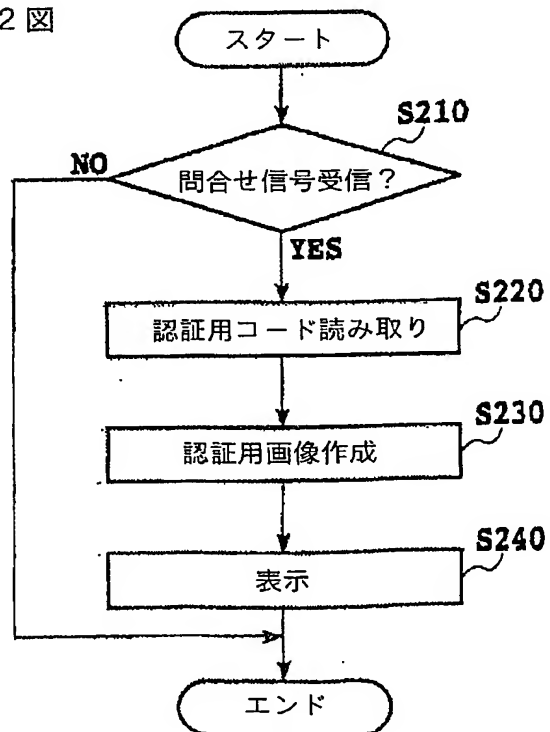 2図
スタート
S210
NO
問合せ信号受信?
YES
S220
認証用コード読み取り
S230
認証用画像作成
S240
表示
エンド